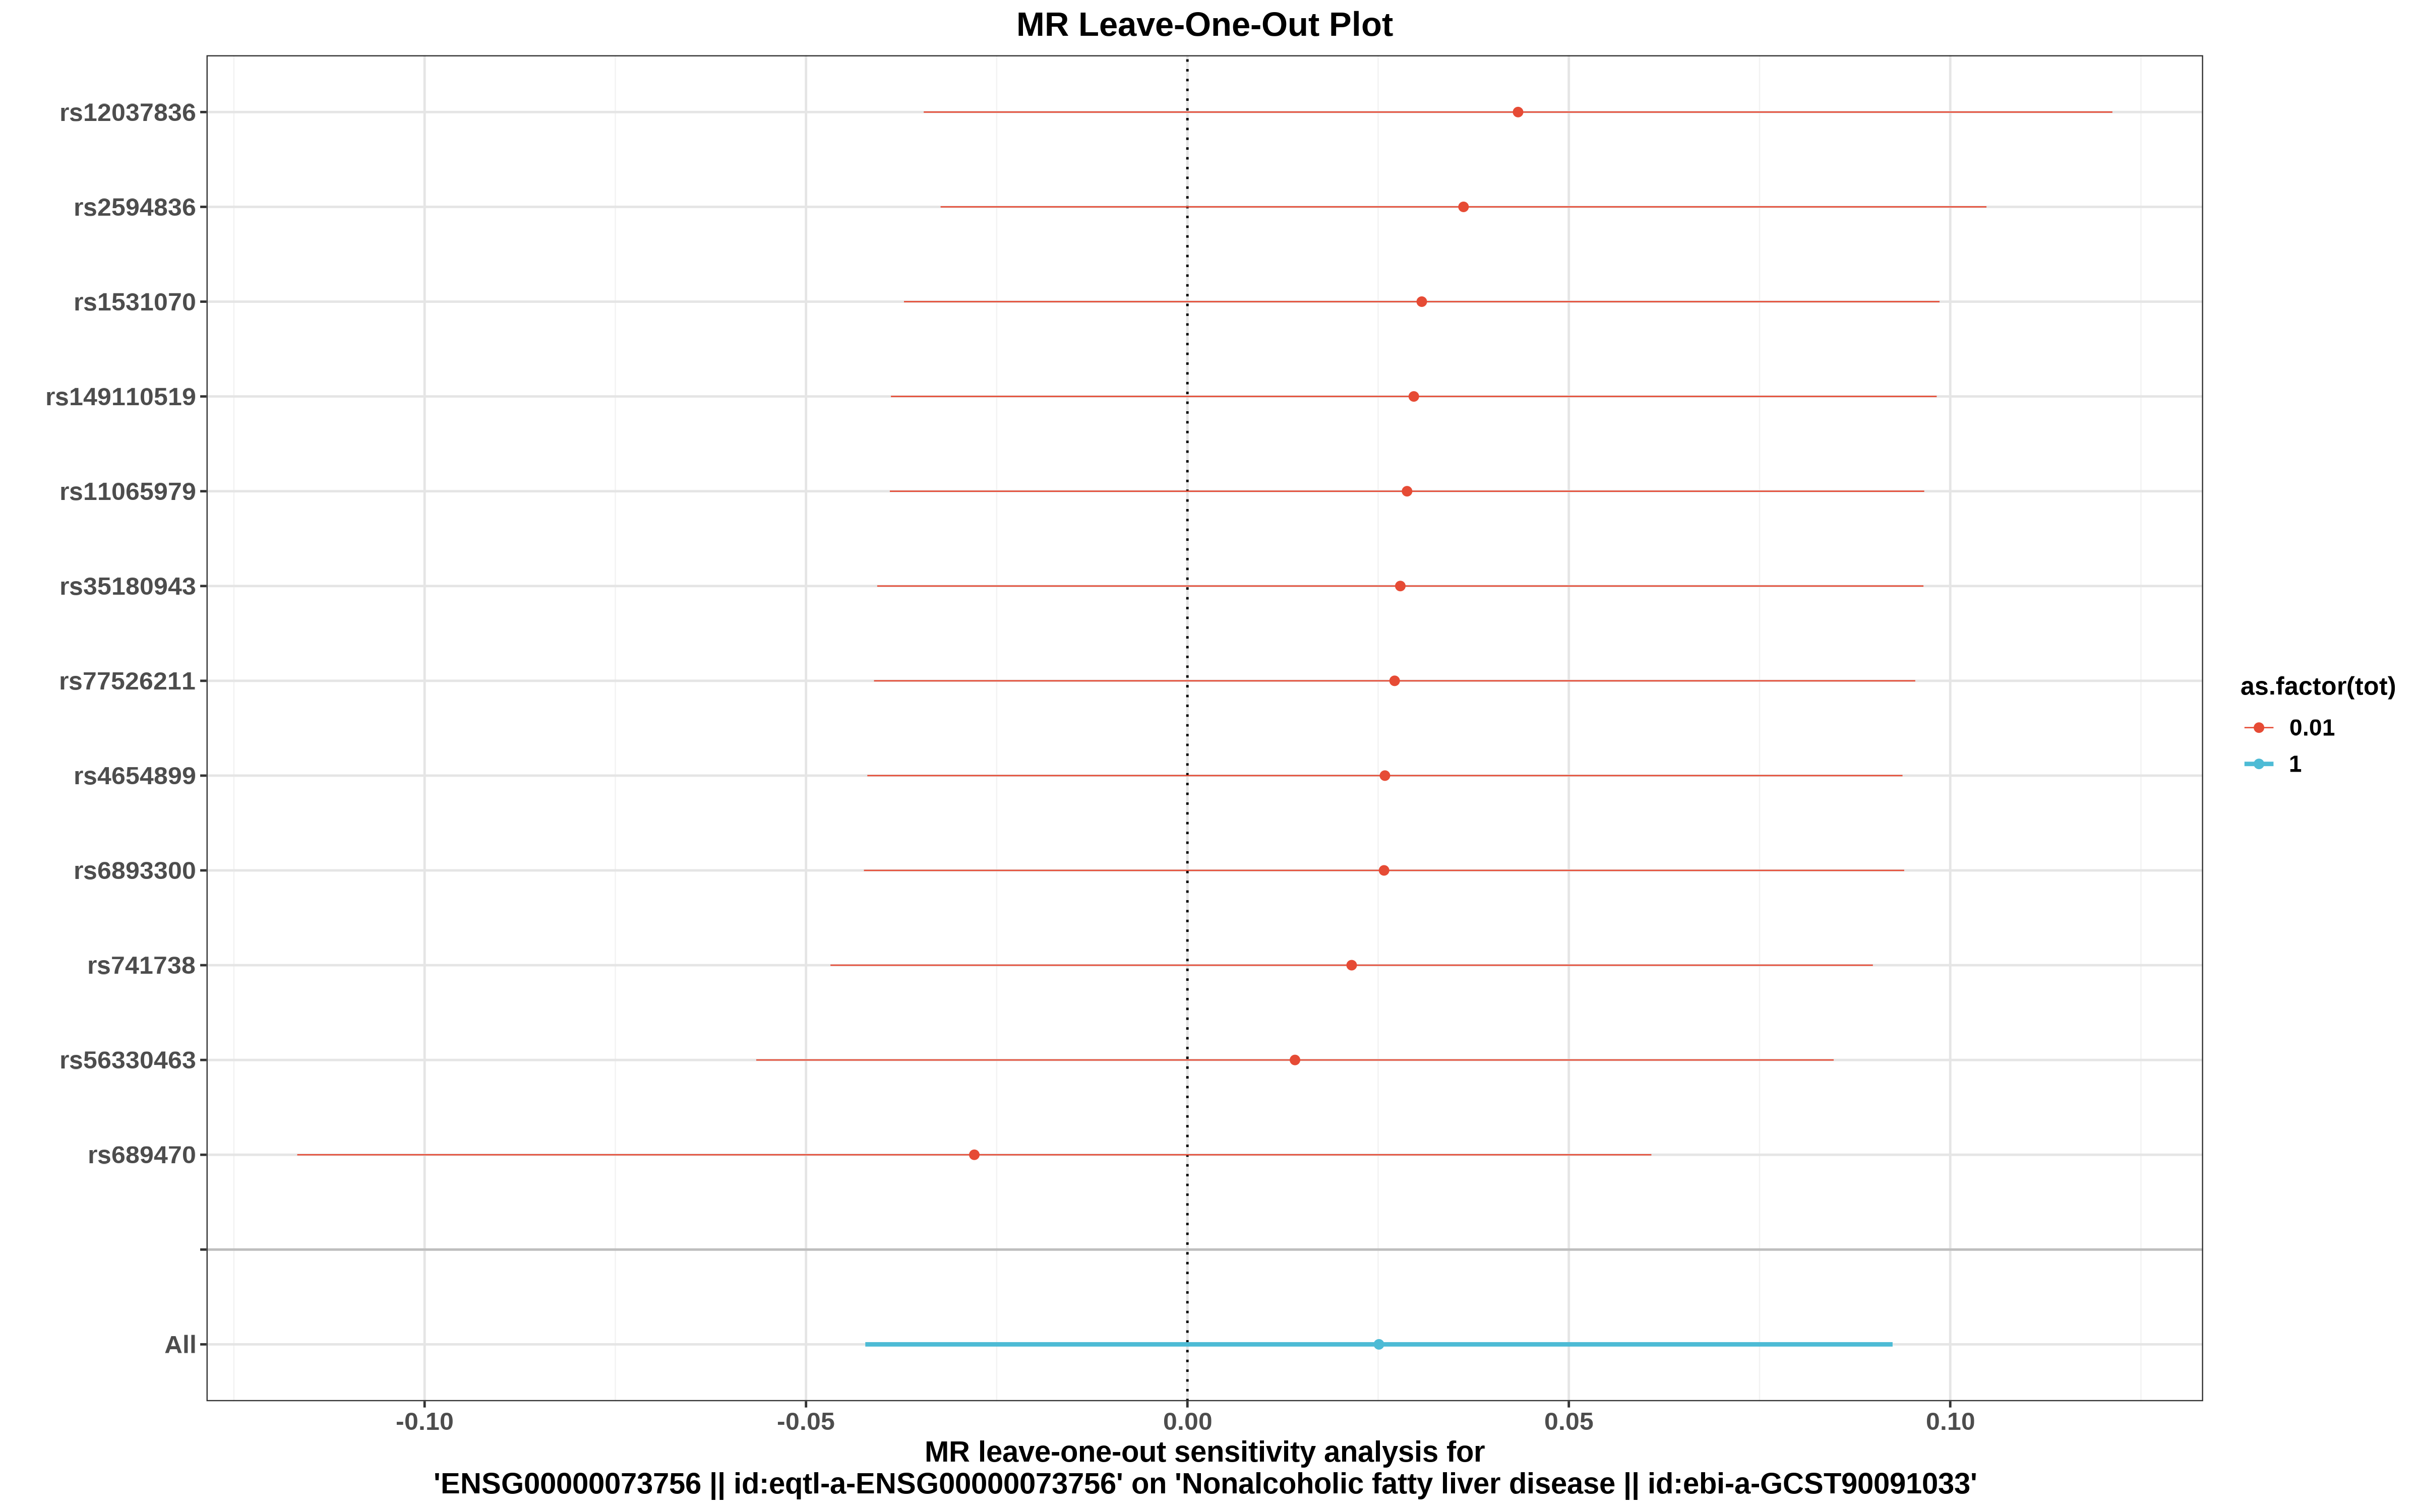 MR Leave-One-Out Plot
rs12037836
rs2594836
rs1531070
rs149110519
rs11065979
rs35180943
rs77526211
rs4654899
rs6893300
rs741738
rs56330463
rs689470
All
as.factor(tot)
0.01
1
-0.10 -0.05 0.00 0.05 0.10
MR leave-one-out sensitivity analysis for
'ENSG00000073756 || id:eqtl-a-ENSG00000073756' on 'Nonalcoholic fatty liver disease || id:ebi-a-GCST90091033'